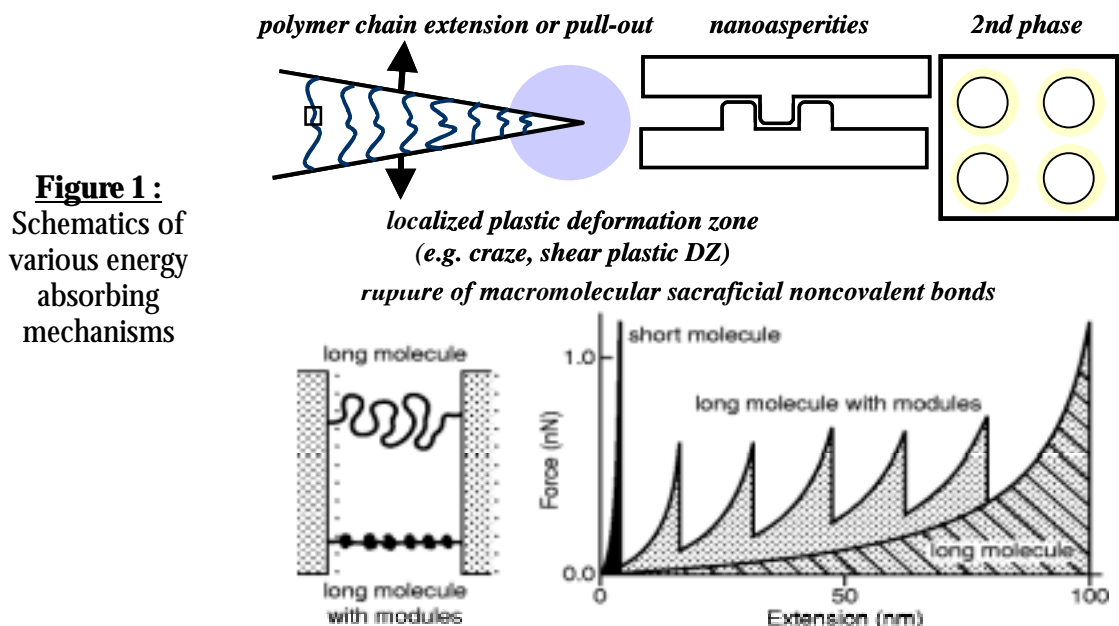 polymer chain extension or pull-out
nanoasperities
2nd phase
Figure 1 :
Schematics of
various energy
absorbing
mechanisms
localized plastic deformation zone
(e.g. craze, shear plastic DZ)
rupture of macromolecular sacraficial noncovalent bonds
long molecule
long molecule
with modules
short molecule
1.0
long molecule with modules
Force (nN)
long molecule
0.0
0
50
100
Extension (nm)